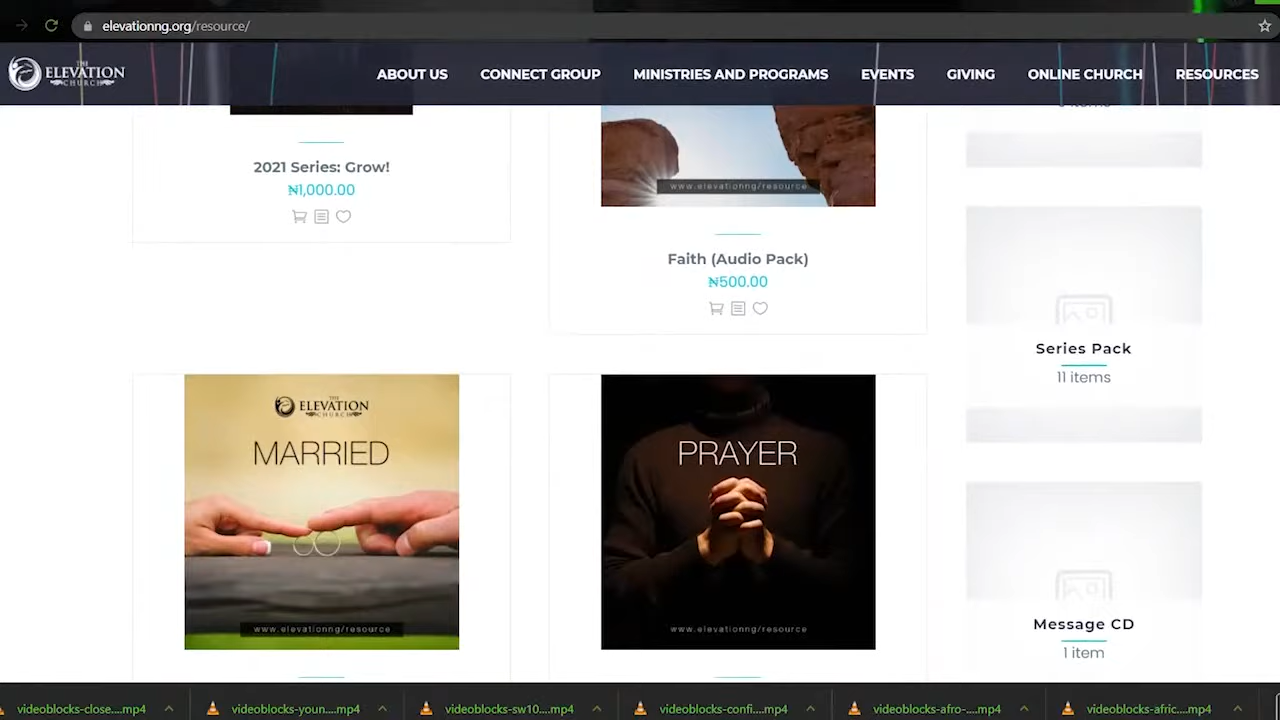 elevationng.org/resource/
THE
ELEVATION
CHURCH
ABOUT US
CONNECT GROUP
MINISTRIES AND PROGRAMS
EVENTS
GIVING
ONLINE CHURCH
RESOURCES
2021 Series: Grow!
₦1,000.00
www.elevationng/resource
Faith (Audio Pack)
₦500.00
Series Pack
11 items
THE
ELEVATION
CHURCH
MARRIED
www.elevationng/resource
PRAYER
www.elevationng/resource
Message CD
1 item
videoblocks-close....mp4
videoblocks-youn....mp4
videoblocks-sw10....mp4
videoblocks-confi....mp4
videoblocks-afro-....mp4
videoblocks-afric....mp4